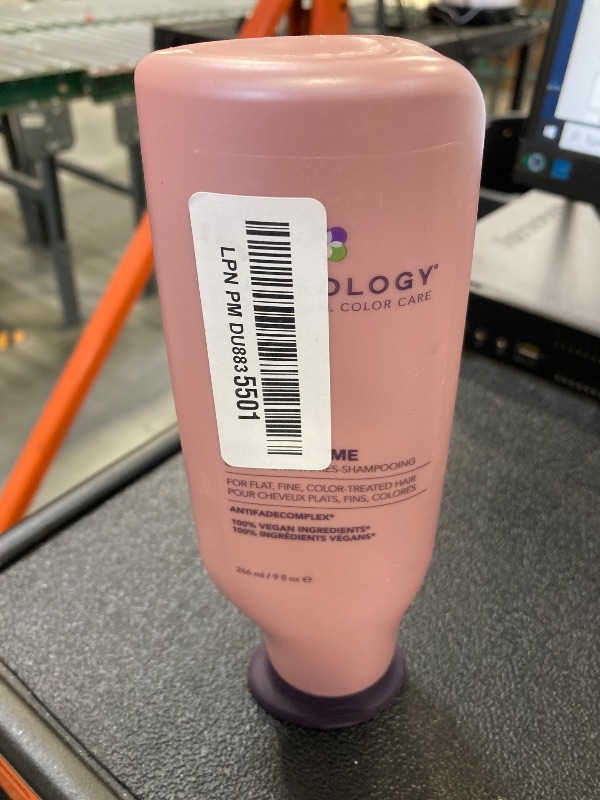 OLOGY
L COLOR CARE
LPN PM DU8835501
ME
ES-SHAMPOOING
FOR FLAT, FINE, COLOR-TREATED HAIR
POUR CHEVEUX PLATS, FINS, COLORÉS
ANTIFADECOMPLEX®
100% VEGAN INGREDIENTS*
100% INGRÉDIENTS VÉGANS*
266 ml / 9 fl oz ℮